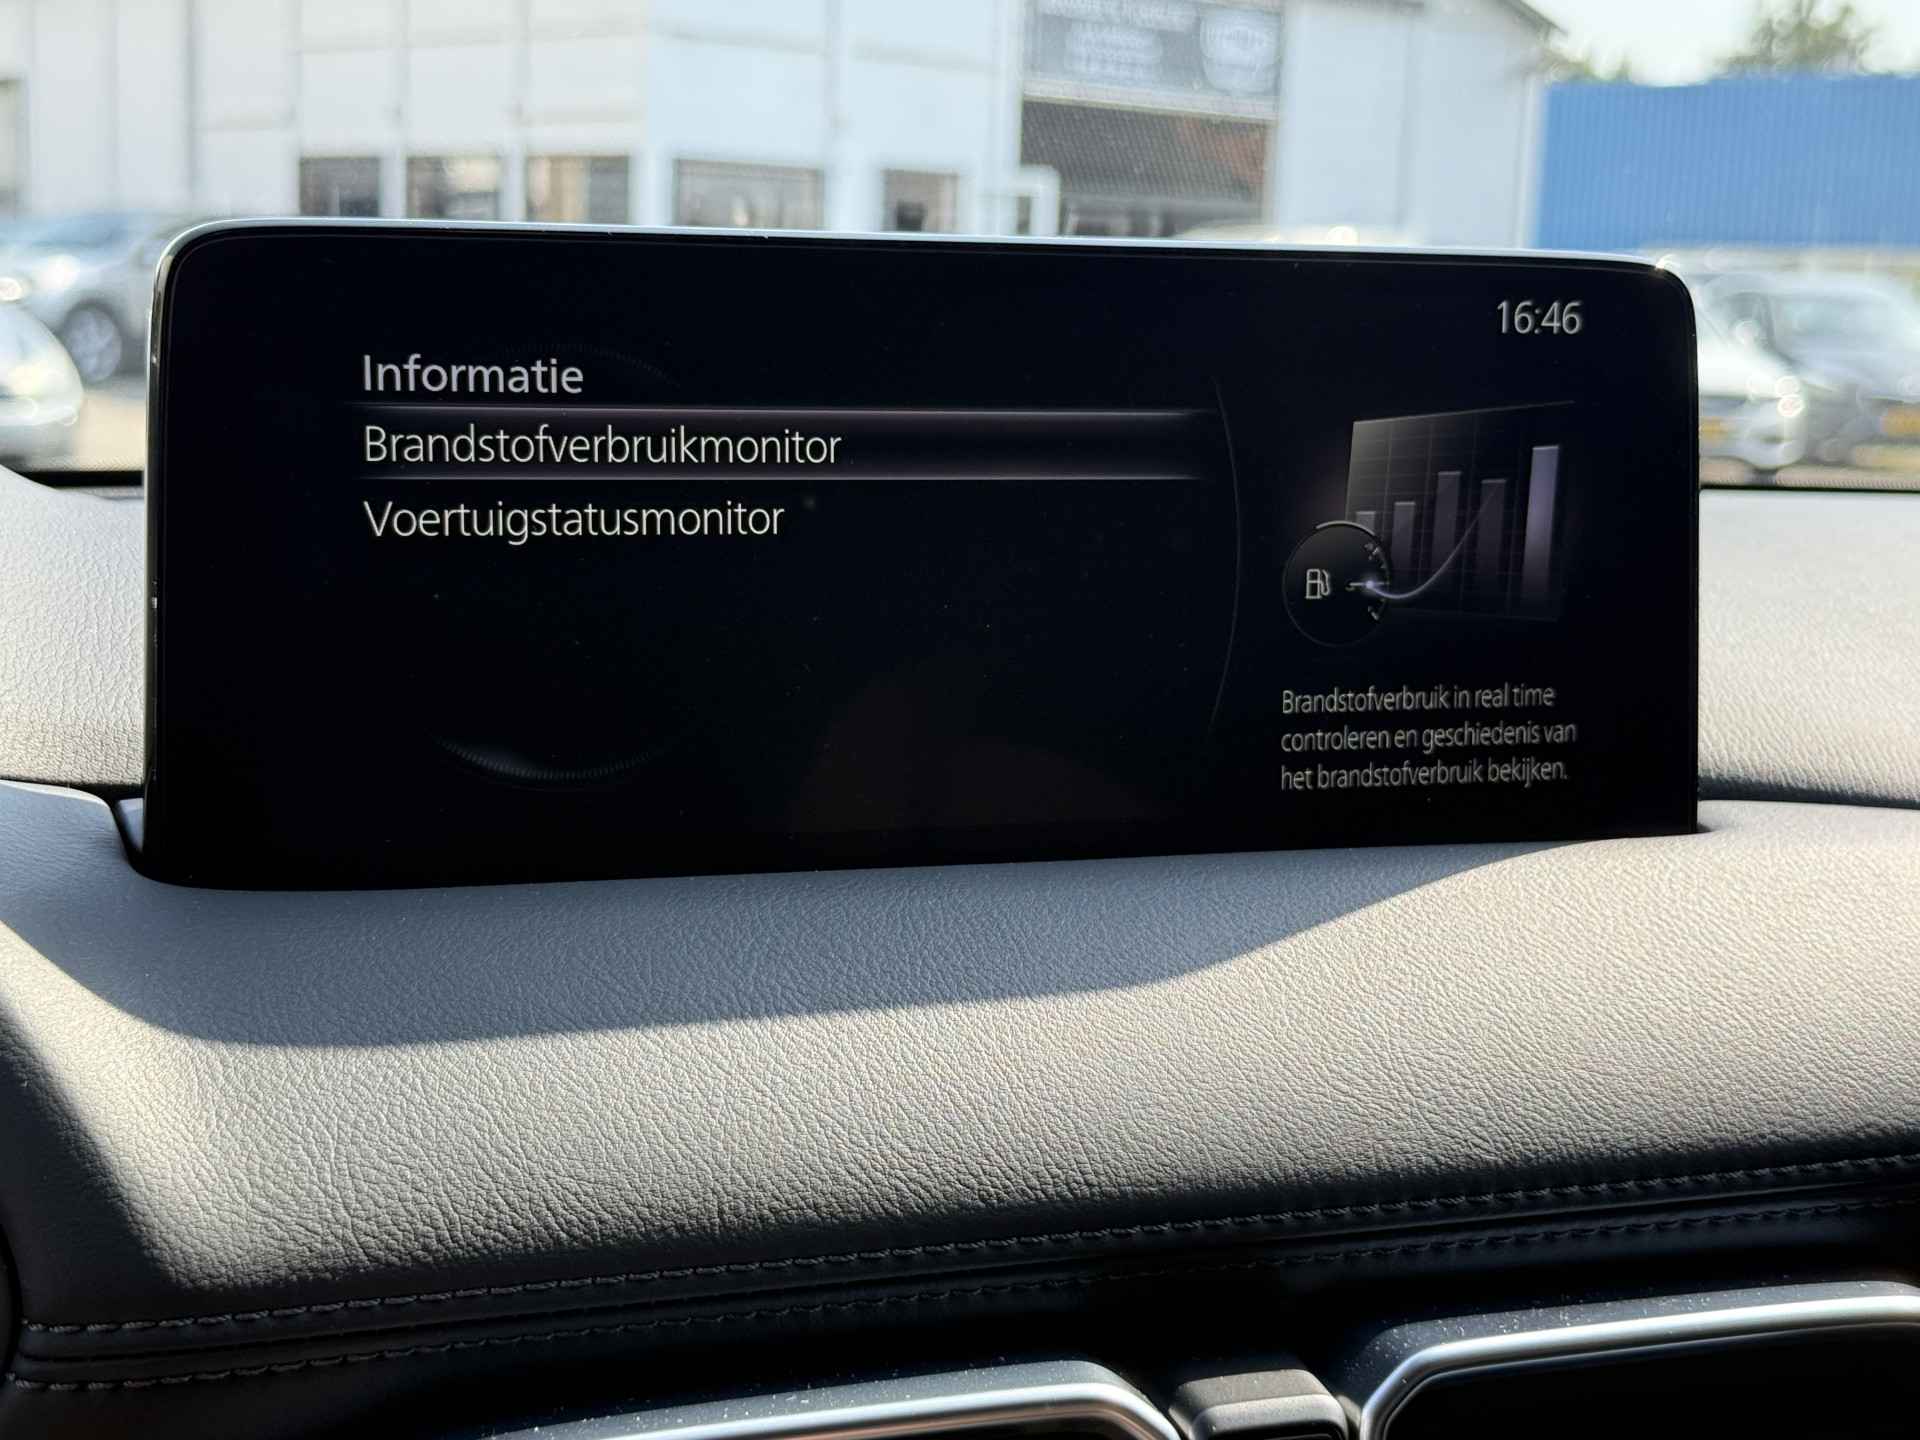 16:46
Informatie
Brandstofverbruikmonitor
Voertuigstatusmonitor
Brandstofverbruik in real time
controleren en geschiedenis van
het brandstofverbruik bekijken.